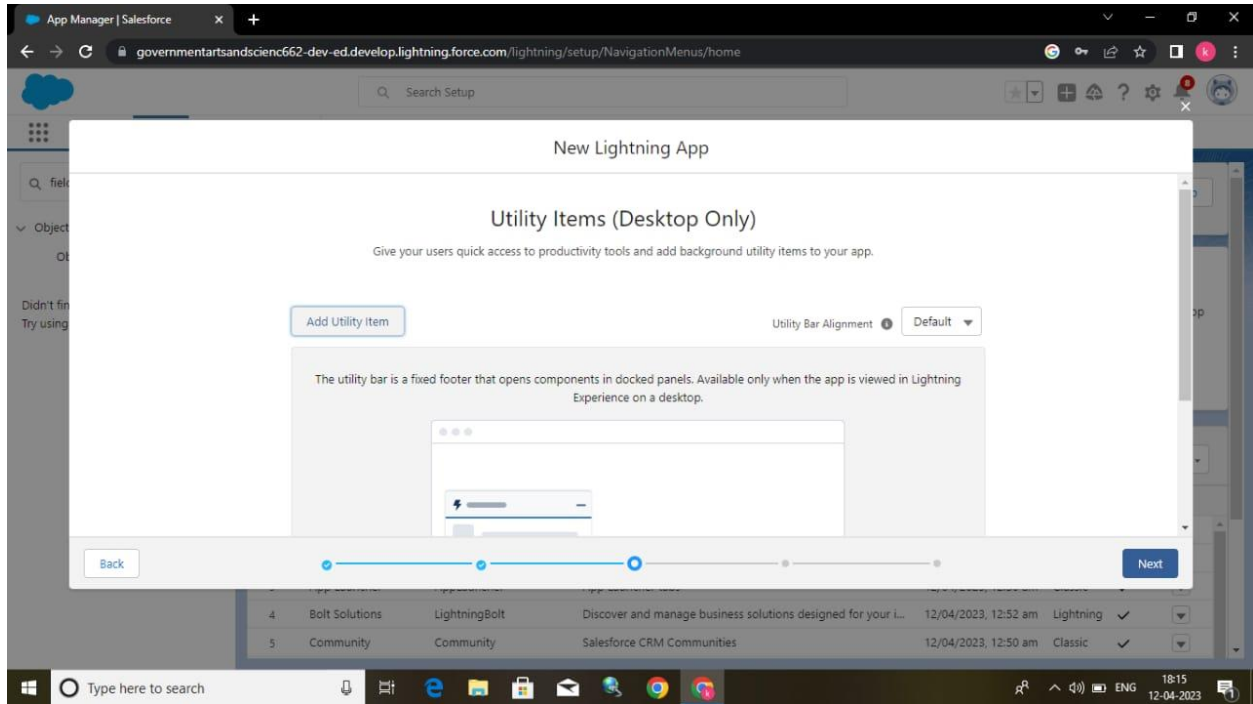 App Manager | Salesforce
governmentartsandscienc662-dev-ed.develop.lightning.force.com/lightning/setup/NavigationMenus/home
k
Search Setup
8
New Lightning App
Utility Items (Desktop Only)
Give your users quick access to productivity tools and add background utility items to your app.
Object
Didn't fin
Try using
Add Utility Item
Utility Bar Alignment
Default
The utility bar is a fixed footer that opens components in docked panels. Available only when the app is viewed in Lightning
Experience on a desktop.
Back
Next
4 Bolt Solutions LightningBolt Discover and manage business solutions designed for your i... 12/04/2023, 12:52 am Lightning
5 Community Community Salesforce CRM Communities 12/04/2023, 12:50 am Classic
Type here to search
ENG
18:15
12-04-2023
1